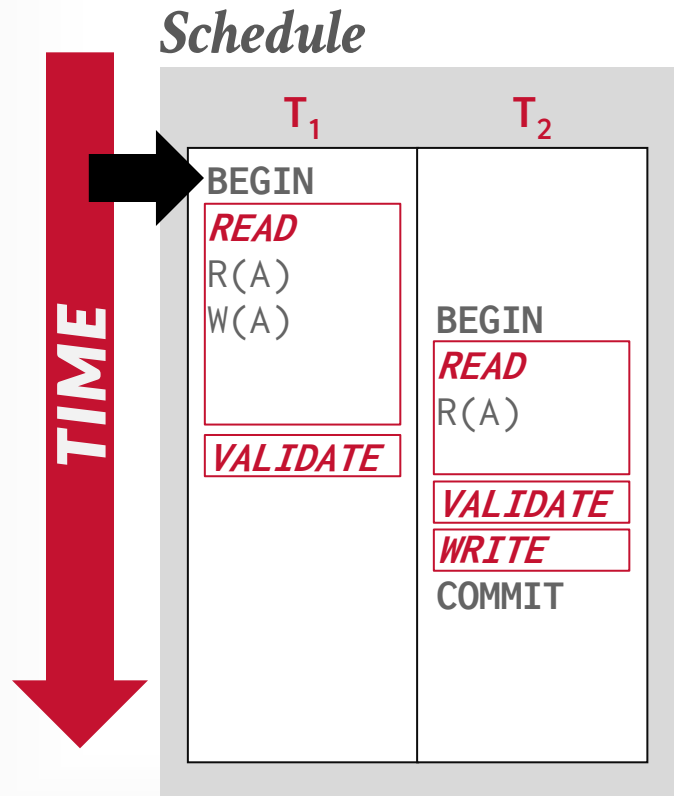 Schedule
TIME
T₁ T₂
BEGIN
READ
R(A)
W(A)
VALIDATE
BEGIN
READ
R(A)
VALIDATE
WRITE
COMMIT